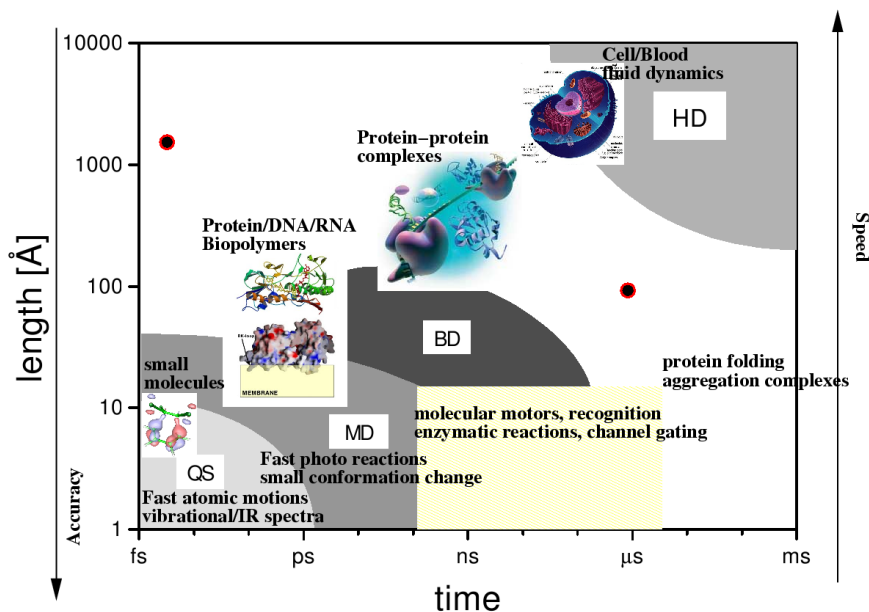 10000
1000
100
10
1
length [Å]
Accuracy
Speed
fs
ps
ns
μs
ms
time
Cell/Blood
fluid dynamics
HD
Protein–protein
complexes
Protein/DNA/RNA
Biopolymers
MEMBRANE
BD
small
molecules
protein folding
aggregation complexes
molecular motors, recognition
enzymatic reactions, channel gating
MD
Fast photo reactions
small conformation change
QS
Fast atomic motions
vibrational/IR spectra